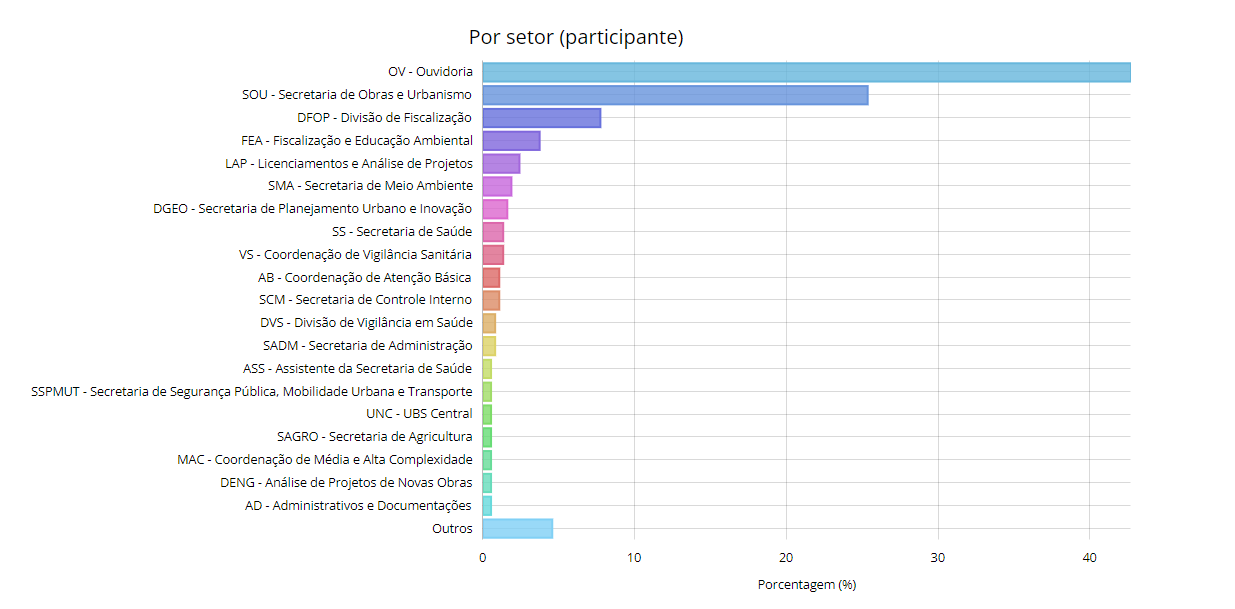 Por setor (participante)
OV - Ouvidoria
SOU - Secretaria de Obras e Urbanismo
DFOP - Divisão de Fiscalização
FEA - Fiscalização e Educação Ambiental
LAP - Licenciamentos e Análise de Projetos
SMA - Secretaria de Meio Ambiente
DGEO - Secretaria de Planejamento Urbano e Inovação
SS - Secretaria de Saúde
VS - Coordenação de Vigilância Sanitária
AB - Coordenação de Atenção Básica
SCM - Secretaria de Controle Interno
DVS - Divisão de Vigilância em Saúde
SADM - Secretaria de Administração
ASS - Assistente da Secretaria de Saúde
SSPMUT - Secretaria de Segurança Pública, Mobilidade Urbana e Transporte
UNC - UBS Central
SAGRO - Secretaria de Agricultura
MAC - Coordenação de Média e Alta Complexidade
DENG - Análise de Projetos de Novas Obras
AD - Administrativos e Documentações
Outros
0 10 20 30 40
Porcentagem (%)